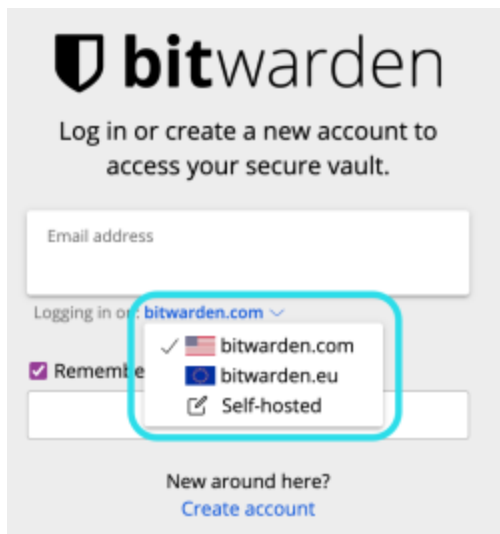 bitwarden
Log in or create a new account to
access your secure vault.
Email address
Logging in on: bitwarden.com
bitwarden.com
bitwarden.eu
Self-hosted
New around here?
Create account